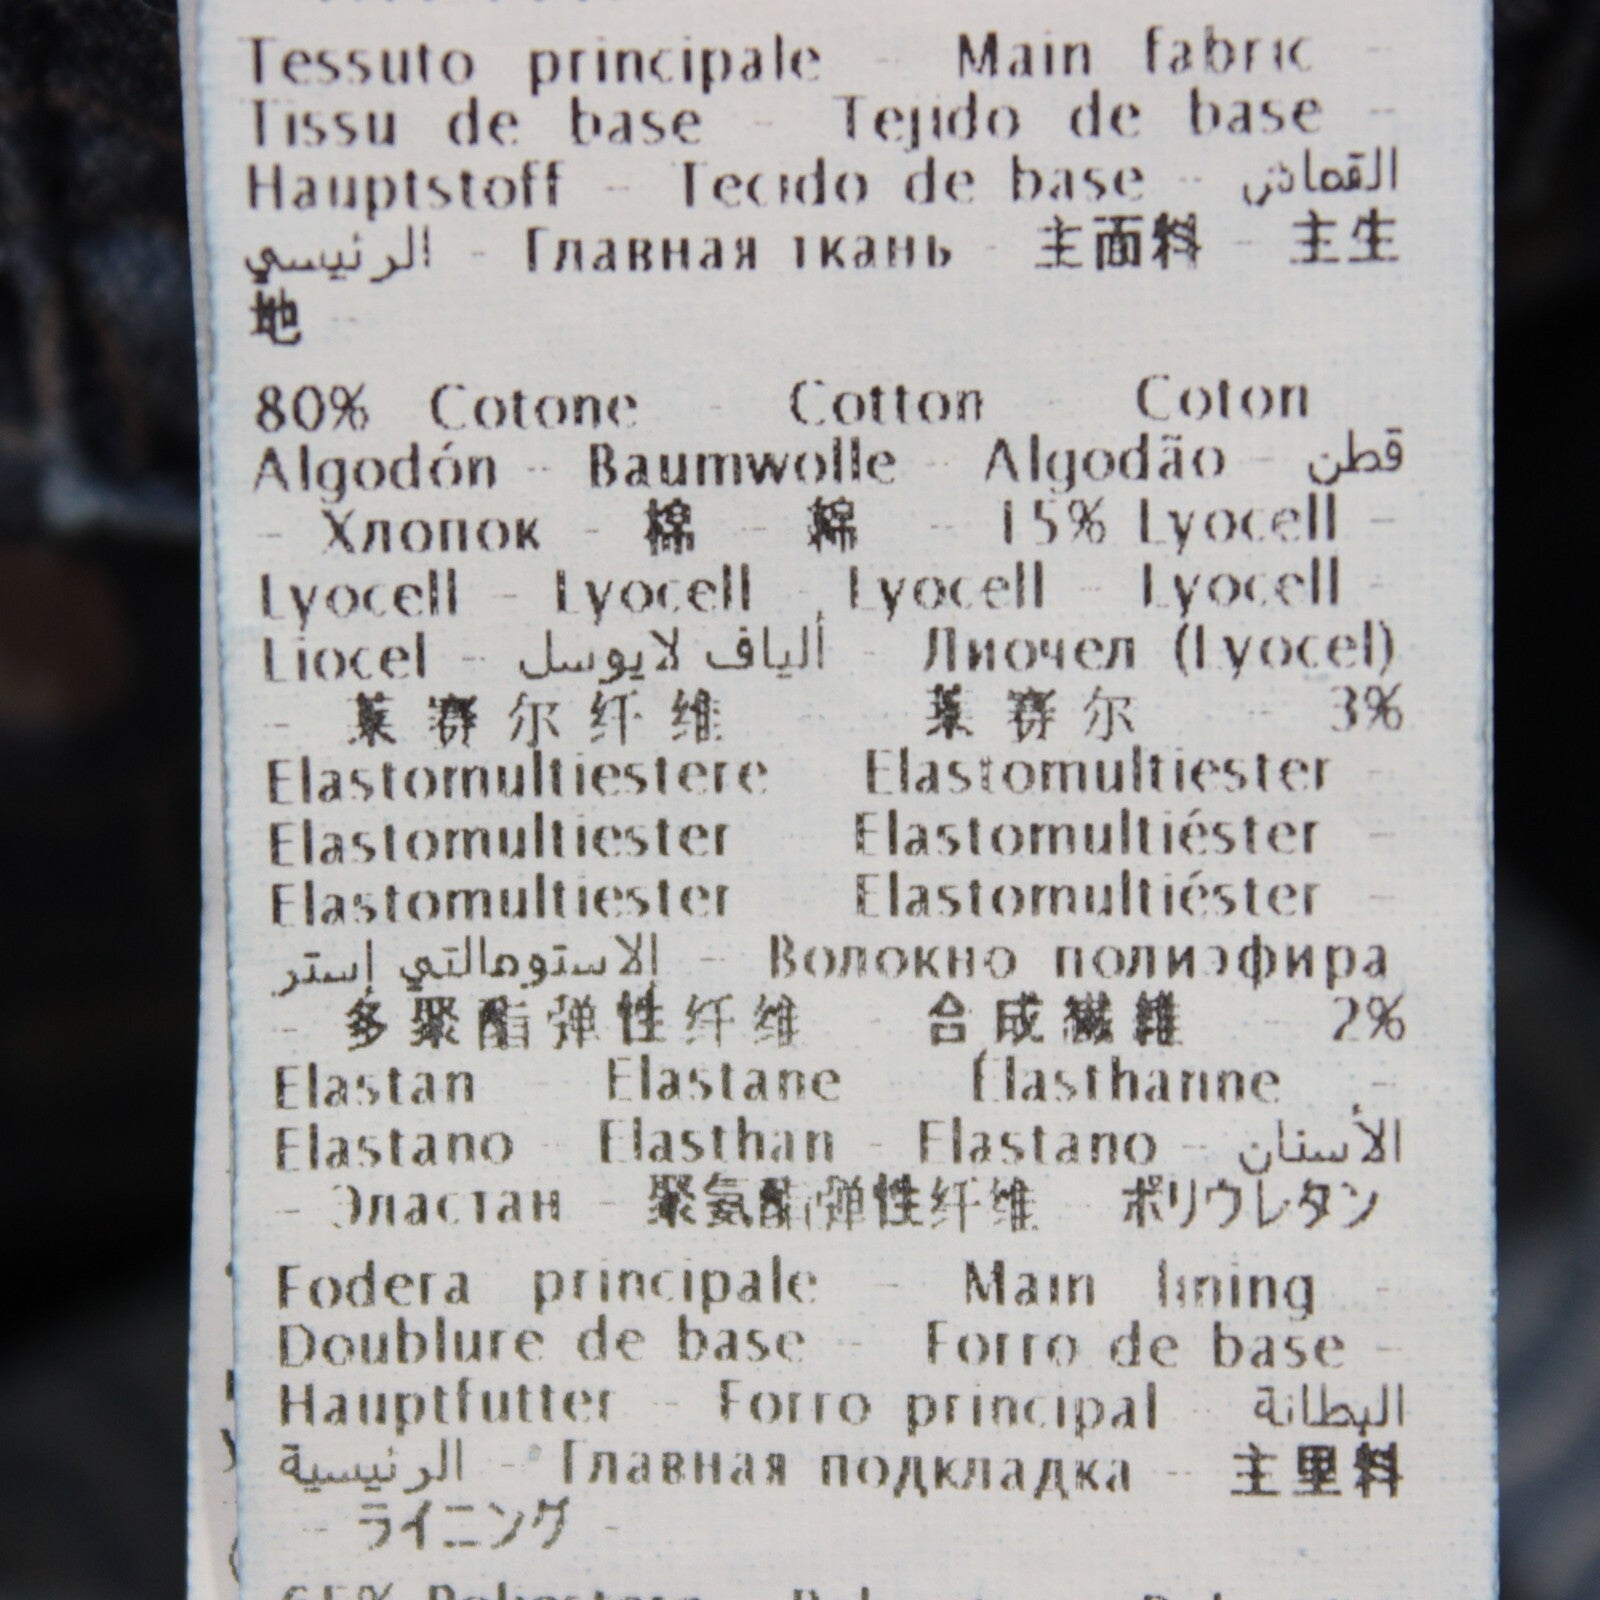 Tessuto principale - Main fabric -
Tissu de base - Tejido de base -
Hauptstoff - Tecido de base - القماش
الرئيسي - Главная ткань - 主面料 - 主生
地
80% Cotone - Cotton - Coton
Algodón - Baumwolle - Algodão - قطن
- Хлопок - 棉 - 綿 - 15% Lyocell -
Lyocell - Lyocell - Lyocell - Lyocell -
Liocel - ألياف لايوسل - Лиочел (Lyocel)
- 莱赛尔纤维 - 莱赛尔 - 3%
Elastomultiestere - Elastomultiester -
Elastomultiester - Elastomultiéster -
Elastomultiester - Elastomultiéster -
الاستومالتي إستر - Волокно полиэфира
- 多聚酯弹性纤维 - 合成繊維 - 2%
Elastan - Elastane - Élasthanne -
Elastano - Elasthan - Elastano - الأستان
- Эластан - 聚氨酯弹性纤维 - ポリウレタン
Fodera principale - Main lining -
Doublure de base - Forro de base -
Hauptfutter - Forro principal - البطانة
الرئيسية - Главная подкладка - 主里料
- ライニング -